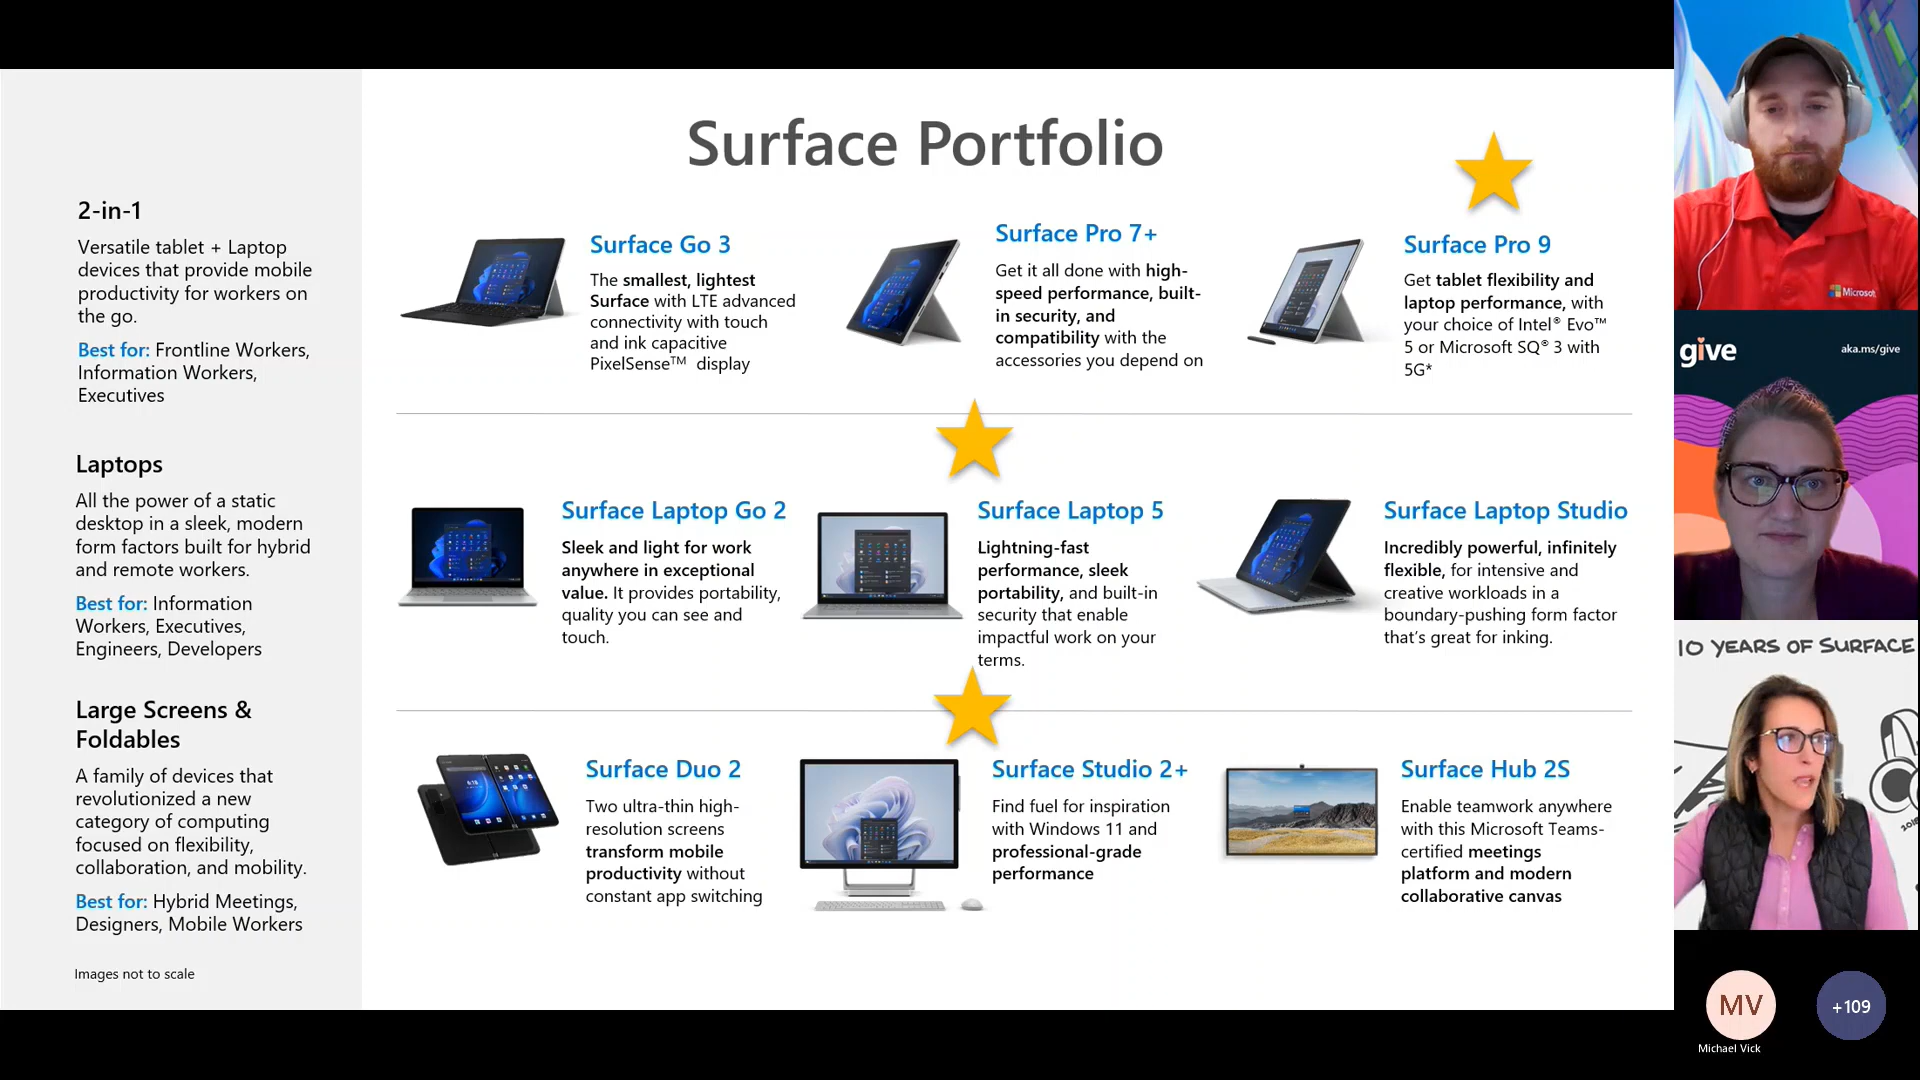 Surface Portfolio
2-in-1
Versatile tablet + Laptop
devices that provide mobile
productivity for workers on
the go.
Best for: Frontline Workers,
Information Workers,
Executives
Surface Go 3
The smallest, lightest
Surface with LTE advanced
connectivity with touch
and ink capacitive
PixelSense™ display
Surface Pro 7+
Get it all done with high-
speed performance, built-
in security, and
compatibility with the
accessories you depend on
Surface Pro 9
Get tablet flexibility and
laptop performance, with
your choice of Intel® Evo™
5 or Microsoft SQ® 3 with
5G*
Laptops
All the power of a static
desktop in a sleek, modern
form factors built for hybrid
and remote workers.
Best for: Information
Workers, Executives,
Engineers, Developers
Surface Laptop Go 2
Sleek and light for work
anywhere in exceptional
value. It provides portability,
quality you can see and
touch.
Surface Laptop 5
Lightning-fast
performance, sleek
portability, and built-in
security that enable
impactful work on your
terms.
Surface Laptop Studio
Incredibly powerful, infinitely
flexible, for intensive and
creative workloads in a
boundary-pushing form factor
that's great for inking.
Large Screens &
Foldables
A family of devices that
revolutionized a new
category of computing
focused on flexibility,
collaboration, and mobility.
Best for: Hybrid Meetings,
Designers, Mobile Workers
Surface Duo 2
Two ultra-thin high-
resolution screens
transform mobile
productivity without
constant app switching
Surface Studio 2+
Find fuel for inspiration
with Windows 11 and
professional-grade
performance
Surface Hub 2S
Enable teamwork anywhere
with this Microsoft Teams-
certified meetings
platform and modern
collaborative canvas
Images not to scale
Microsoft
give
aka.ms/give
10 YEARS OF SURFACE
MV
Michael Vick
+109